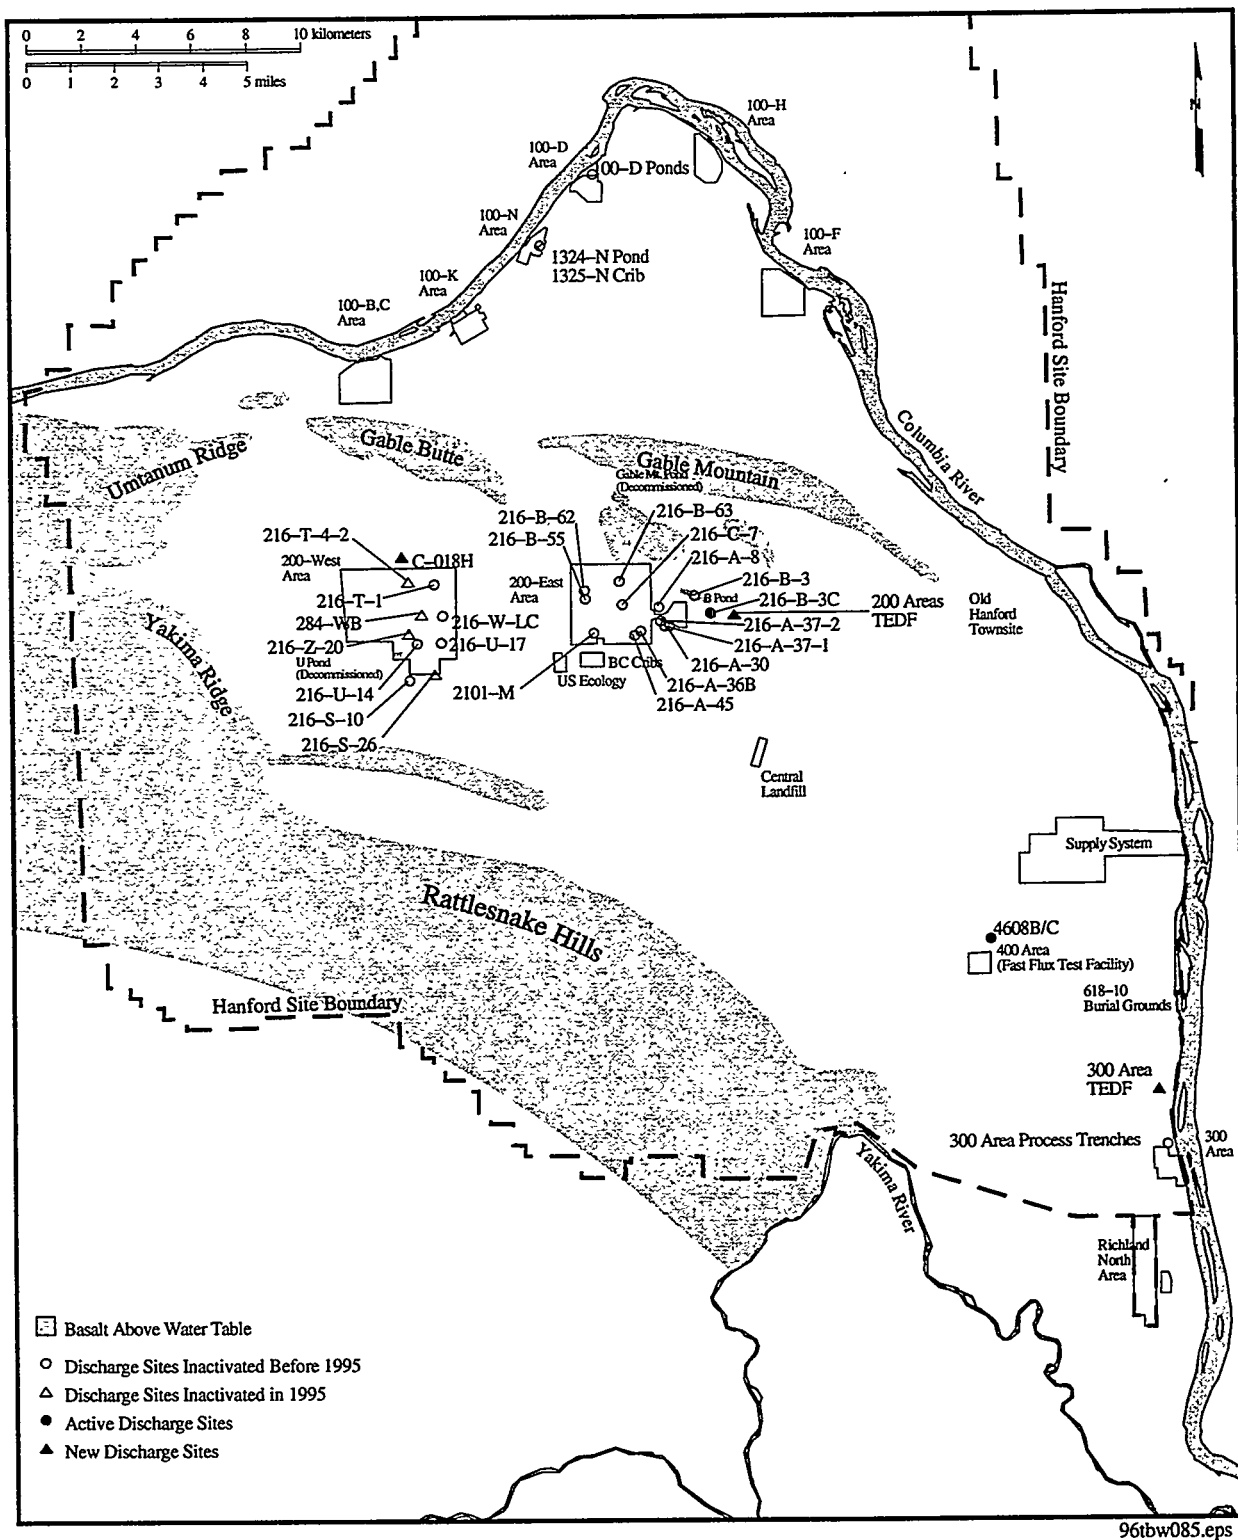 0 2 4 6 8 10 kilometers
0 1 2 3 4 5 miles
N
100–H
Area
100–D
Area
00–D Ponds
100–N
Area
100–F
Area
1324–N Pond
1325–N Crib
100–K
Area
100–B,C
Area
Hanford Site Boundary
Columbia River
Umtanum Ridge
Gable Butte
Gable Mountain
Gable Mt. Pond
(Decommissioned)
216–B–62
216–B–63
216–T–4–2
216–B–55
216–C–7
200–West
Area
C–018H
216–A–8
200–East
Area
216–B–3
216–T–1
B Pond
216–B–3C
200 Areas
TEDF
Old
Hanford
Townsite
284–WB
216–W–LC
216–A–37–2
216–Z–20
216–U–17
216–A–37–1
U Pond
(Decommissioned)
BC Cribs
216–A–30
US Ecology
216–U–14
2101–M
216–A–36B
216–A–45
216–S–10
216–S–26
Yakima Ridge
Central
Landfill
Supply System
Rattlesnake Hills
4608B/C
400 Area
(Fast Flux Test Facility)
618–10
Burial Grounds
Hanford Site Boundary
300 Area
TEDF
300 Area Process Trenches
300
Area
Yakima River
Richland
North
Area
Basalt Above Water Table
Discharge Sites Inactivated Before 1995
Discharge Sites Inactivated in 1995
Active Discharge Sites
New Discharge Sites
96tbw085.eps